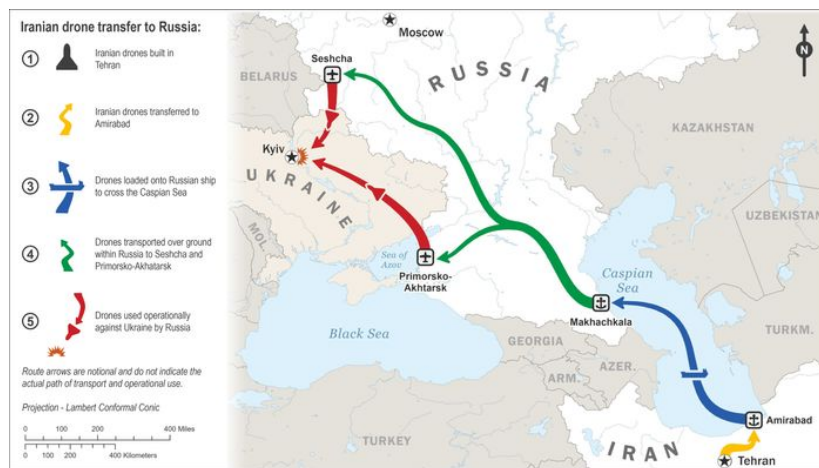 Iranian drone transfer to Russia:
1
Iranian drones built in
Tehran
2
Iranian drones transferred to
Amirabad
3
Drones loaded onto Russian ship
to cross the Caspian Sea
4
Drones transported over ground
within Russia to Seshcha and
Primorsko-Akhatarsk
5
Drones used operationally
against Ukraine by Russia
Route arrows are notional and do not indicate the
actual path of transport and operational use.
Projection - Lambert Conformal Conic
0 100 200 400 Miles
0 100 200 400 Kilometers
Moscow
N
Seshcha
RUSSIA
BELARUS
KAZAKHSTAN
Kyiv
UKRAINE
UZBEKISTAN
MOL.
Sea of
Azov
Primorsko-
Akhtarsk
Caspian
Sea
Makhachkala
Black Sea
TURKM.
GEORGIA
AZER.
ARM.
Amirabad
TURKEY
IRAN
Tehran